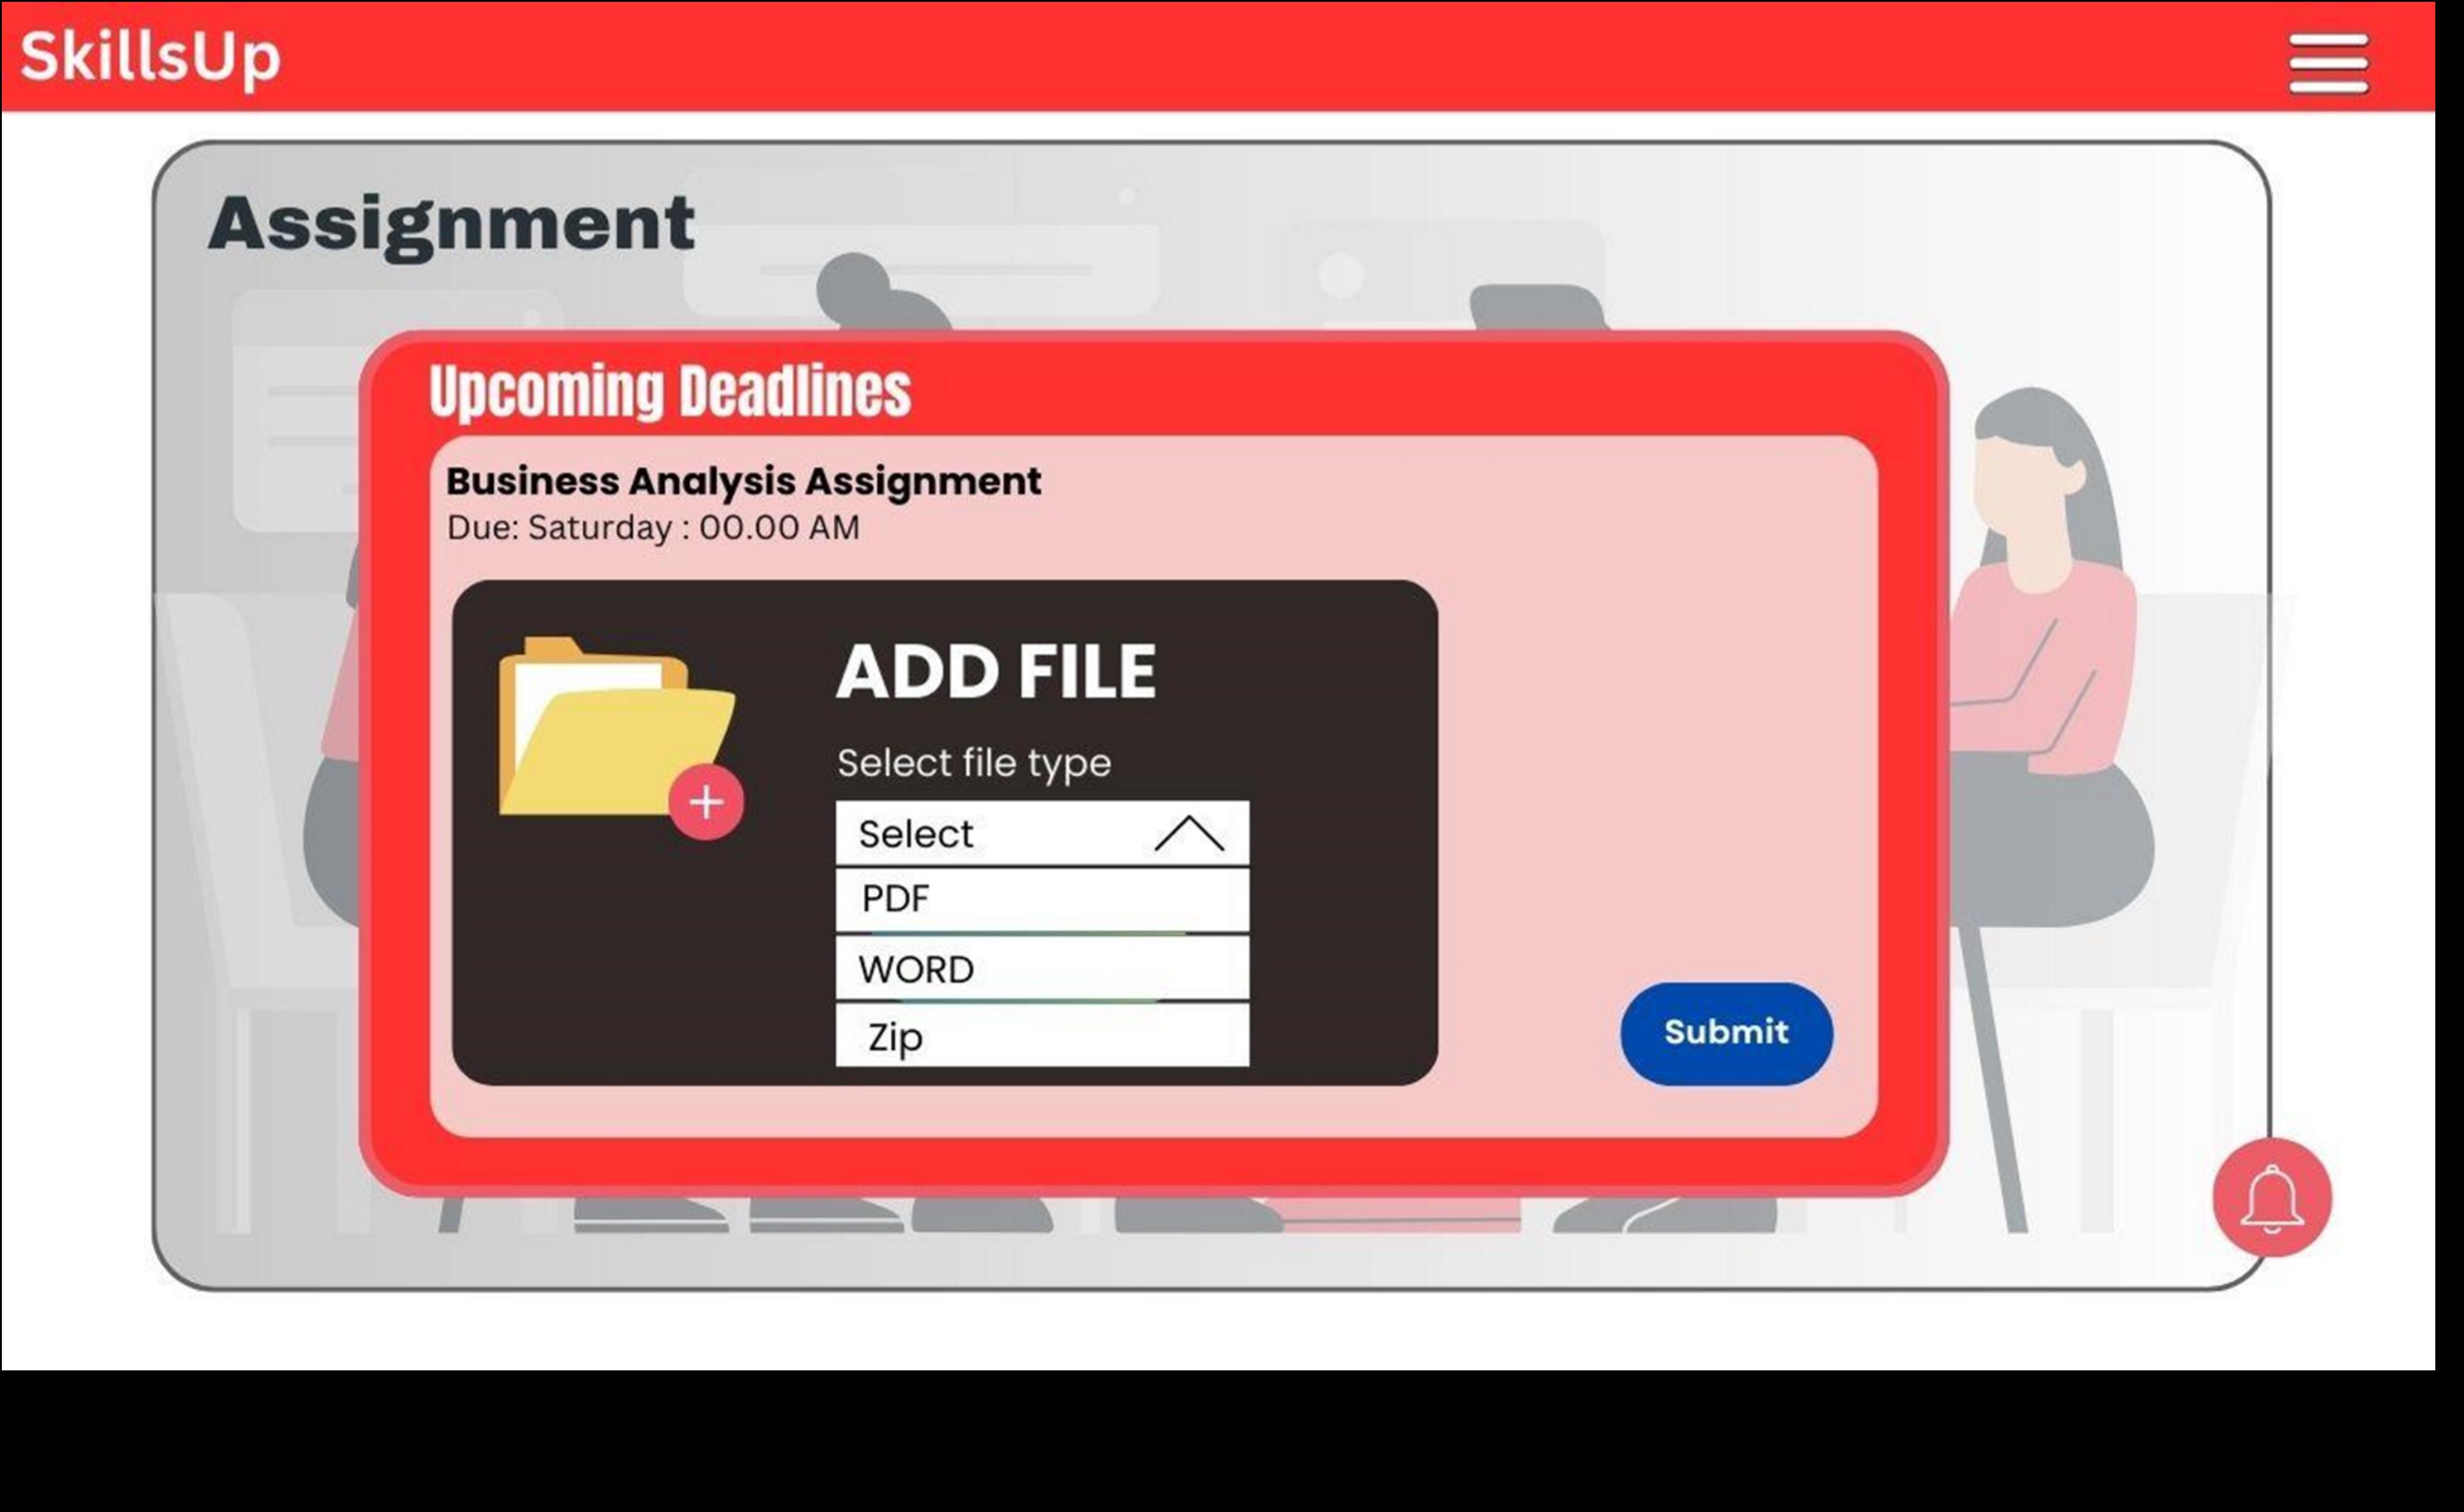 SkillsUp
Assignment
Upcoming Deadlines
Business Analysis Assignment
Due: Saturday : 00.00 AM
ADD FILE
Select file type
Select
PDF
WORD
Zip
Submit